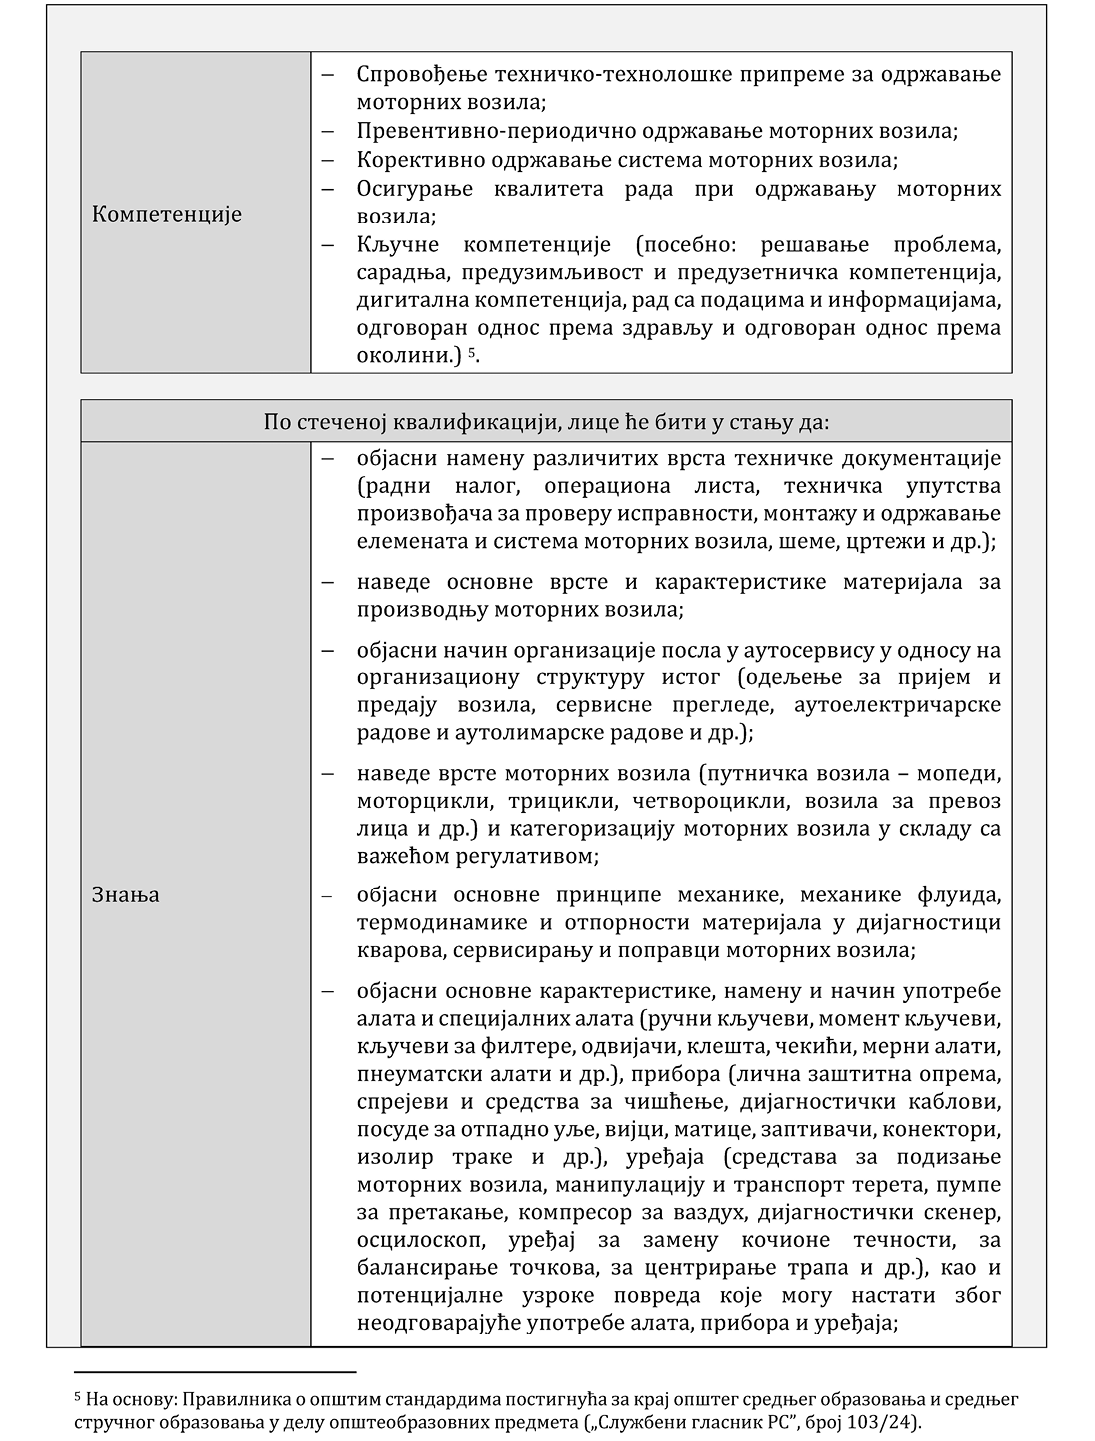 – Спровођење техничко-технолошке припреме за одржавање
моторних возила;
– Превентивно-периодично одржавање моторних возила;
– Корективно одржавање система моторних возила;
– Осигурање квалитета рада при одржавању моторних
возила;
Компетенције
– Кључне компетенције (посебно: решавање проблема,
сарадња, предузимљивост и предузетничка компетенција,
дигитална компетенција, рад са подацима и информацијама,
одговоран однос према здрављу и одговоран однос према
околини.) ⁵.
По стеченој квалификацији, лице ће бити у стању да:
– објасни намену различитих врста техничке документације
(радни налог, операциона листа, техничка упутства
произвођача за проверу исправности, монтажу и одржавање
елемената и система моторних возила, шеме, цртежи и др.);
– наведе основне врсте и карактеристике материјала за
производњу моторних возила;
– објасни начин организације посла у аутосервису у односу на
организациону структуру истог (одељење за пријем и
предају возила, сервисне прегледе, аутоелектричарске
радове и аутолимарске радове и др.);
– наведе врсте моторних возила (путничка возила – мопеди,
моторцикли, трицикли, четвороцикли, возила за превоз
лица и др.) и категоризацију моторних возила у складу са
важећом регулативом;
Знања
– објасни основне принципе механике, механике флуида,
термодинамике и отпорности материјала у дијагностици
кварова, сервисирању и поправци моторних возила;
– објасни основне карактеристике, намену и начин употребе
алата и специјалних алата (ручни кључеви, момент кључеви,
кључеви за филтере, одвијачи, клешта, чекићи, мерни алати,
пнеуматски алати и др.), прибора (лична заштитна опрема,
спрејеви и средства за чишћење, дијагностички каблови,
посуде за отпадно уље, вијци, матице, заптивачи, конектори,
изолир траке и др.), уређаја (средстава за подизање
моторних возила, манипулацију и транспорт терета, пумпе
за претакање, компресор за ваздух, дијагностички скенер,
осцилоскоп, уређај за замену кочионе течности, за
балансирање точкова, за центрирање трапа и др.), као и
потенцијалне узроке повреда које могу настати због
неодговарајуће употребе алата, прибора и уређаја;
⁵ На основу: Правилника о општим стандардима постигнућа за крај општег средњег образовања и средњег
стручног образовања у делу општеобразовних предмета („Службени гласник РС”, број 103/24).